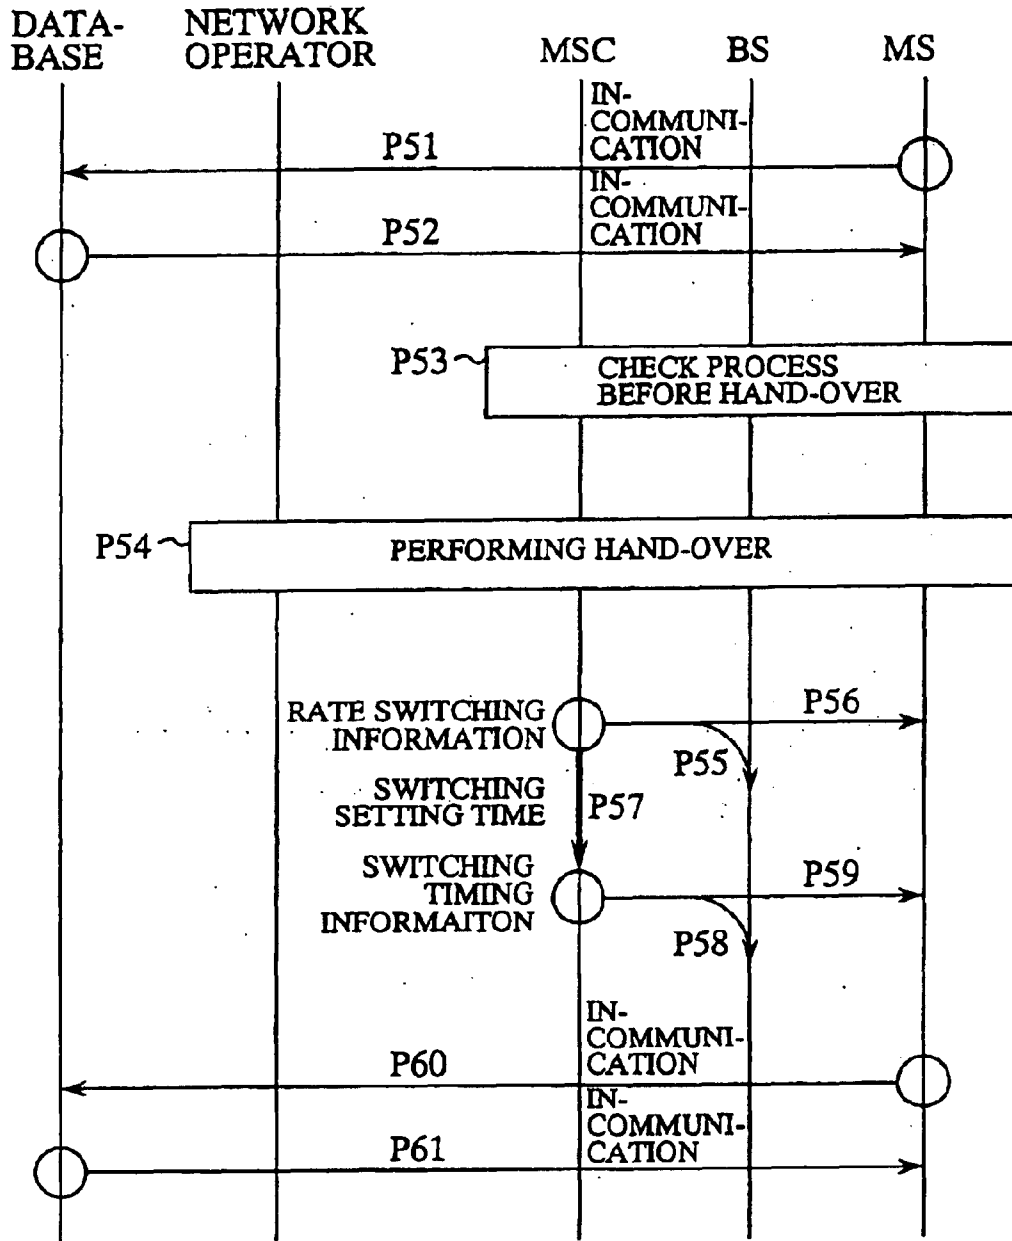 DATA-
BASE
NETWORK
OPERATOR
MSC
BS
MS
IN-
COMMUNI-
CATION
P51
IN-
COMMUNI-
CATION
P52
P53
CHECK PROCESS
BEFORE HAND-OVER
P54
PERFORMING HAND-OVER
RATE SWITCHING
INFORMATION
P56
P55
SWITCHING
SETTING TIME
P57
SWITCHING
TIMING
INFORMAITON
P59
P58
IN-
COMMUNI-
CATION
P60
IN-
COMMUNI-
CATION
P61